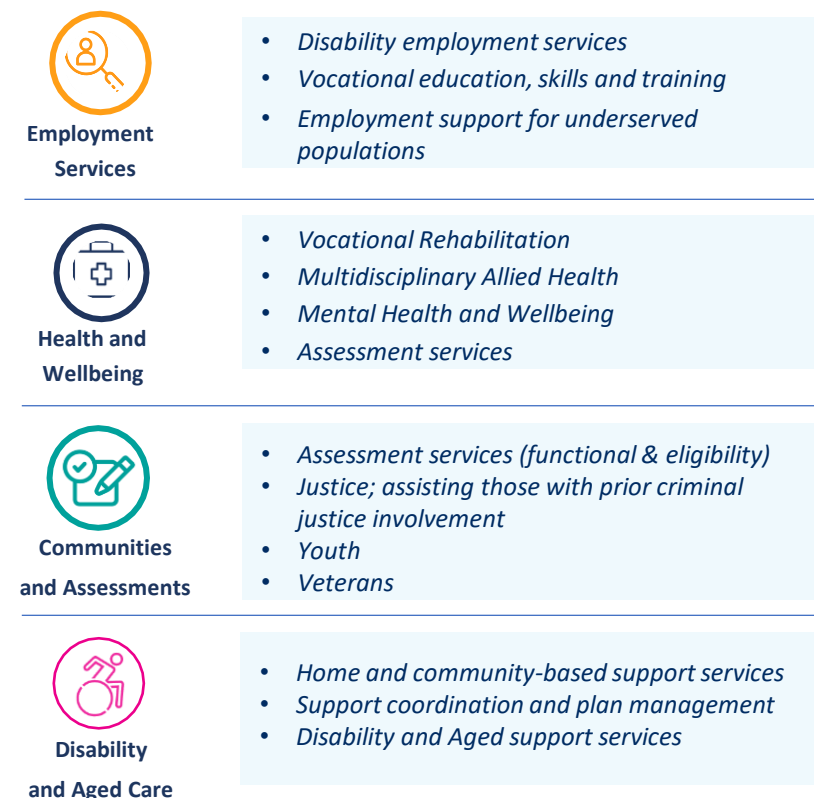 Employment
Services
• Disability employment services
• Vocational education, skills and training
• Employment support for underserved
populations
Health and
Wellbeing
• Vocational Rehabilitation
• Multidisciplinary Allied Health
• Mental Health and Wellbeing
• Assessment services
Communities
and Assessments
• Assessment services (functional & eligibility)
• Justice; assisting those with prior criminal
justice involvement
• Youth
• Veterans
Disability
and Aged Care
• Home and community-based support services
• Support coordination and plan management
• Disability and Aged support services